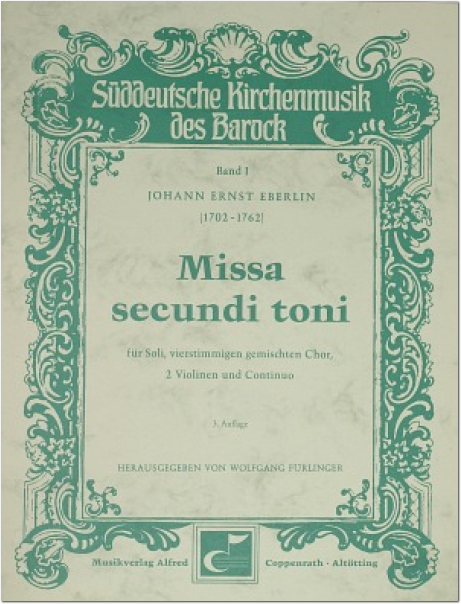 Süddeutsche Kirchenmusik
des Barock
Band I
JOHANN ERNST EBERLIN
[1702-1762]
Missa
secundi toni
für Soli, vierstimmigen gemischten Chor,
2 Violinen und Continuo
3. Auflage
HERAUSGEGEBEN VON WOLFGANG FÜRLINGER
Musikverlag Alfred Coppenrath · Altötting